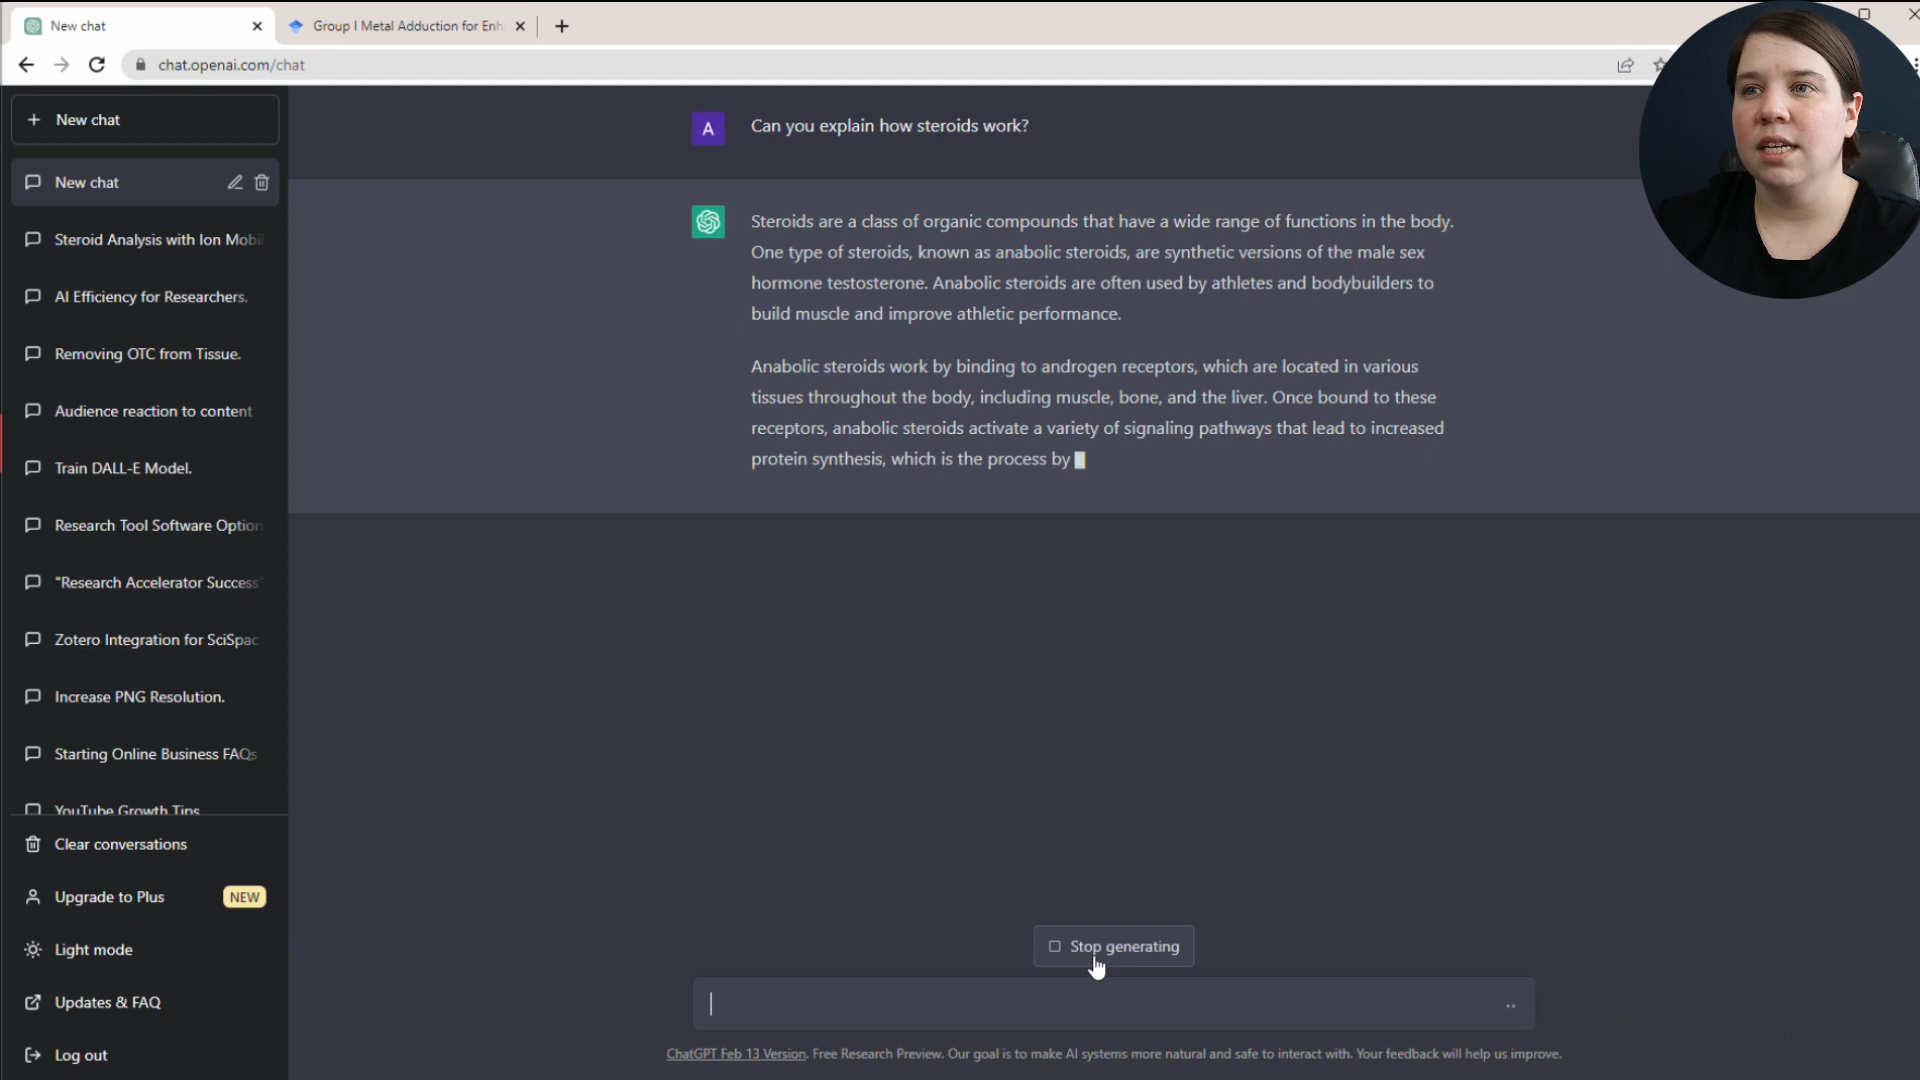 New chat
Group I Metal Adduction for Enh
chat.openai.com/chat
New chat
New chat
Steroid Analysis with Ion Mobi
AI Efficiency for Researchers.
Removing OTC from Tissue.
Audience reaction to content
Train DALL-E Model.
Research Tool Software Option
"Research Accelerator Success"
Zotero Integration for SciSpac
Increase PNG Resolution.
Starting Online Business FAQs
YouTube Growth Tips
Clear conversations
Upgrade to Plus NEW
Light mode
Updates & FAQ
Log out
A Can you explain how steroids work?
Steroids are a class of organic compounds that have a wide range of functions in the body.
One type of steroids, known as anabolic steroids, are synthetic versions of the male sex
hormone testosterone. Anabolic steroids are often used by athletes and bodybuilders to
build muscle and improve athletic performance.
Anabolic steroids work by binding to androgen receptors, which are located in various
tissues throughout the body, including muscle, bone, and the liver. Once bound to these
receptors, anabolic steroids activate a variety of signaling pathways that lead to increased
protein synthesis, which is the process by
Stop generating
ChatGPT Feb 13 Version. Free Research Preview. Our goal is to make AI systems more natural and safe to interact with. Your feedback will help us improve.